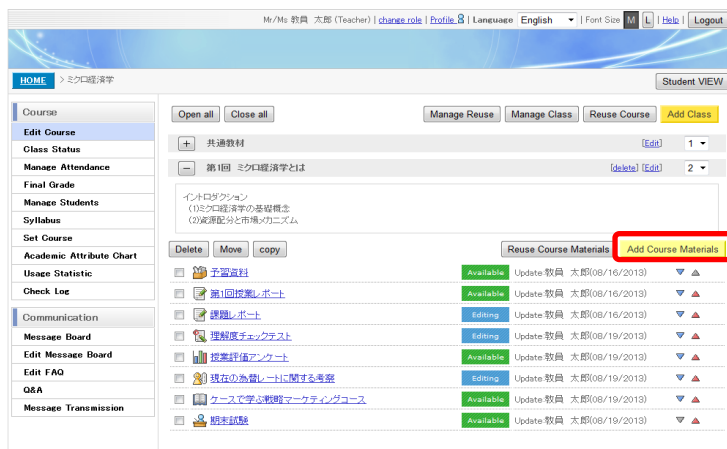 Mr/Ms 教員 太郎 (Teacher) | change role | Profile | Language English | Font Size M L | Help | Logout
HOME > ミクロ経済学 Student VIEW
Course
Edit Course
Class Status
Manage Attendance
Final Grade
Manage Students
Syllabus
Set Course
Academic Attribute Chart
Usage Statistic
Check Log
Communication
Message Board
Edit Message Board
Edit FAQ
Q&A
Message Transmission
Open all Close all Manage Reuse Manage Class Reuse Course Add Class
+ 共通教材 [Edit] 1
− 第1回 ミクロ経済学とは [delete] [Edit] 2
イントロダクション
(1)ミクロ経済学の基礎概念
(2)資源配分と市場メカニズム
Delete Move copy Reuse Course Materials Add Course Materials
予習資料 Available Update:教員 太郎(08/16/2013)
第1回授業レポート Available Update:教員 太郎(08/16/2013)
課題レポート Editing Update:教員 太郎(08/16/2013)
理解度チェックテスト Editing Update:教員 太郎(08/19/2013)
授業評価アンケート Available Update:教員 太郎(08/19/2013)
現在の為替レートに関する考察 Editing Update:教員 太郎(08/19/2013)
ケースで学ぶ戦略マーケティングコース Available Update:教員 太郎(08/19/2013)
期末試験 Available Update:教員 太郎(08/19/2013)